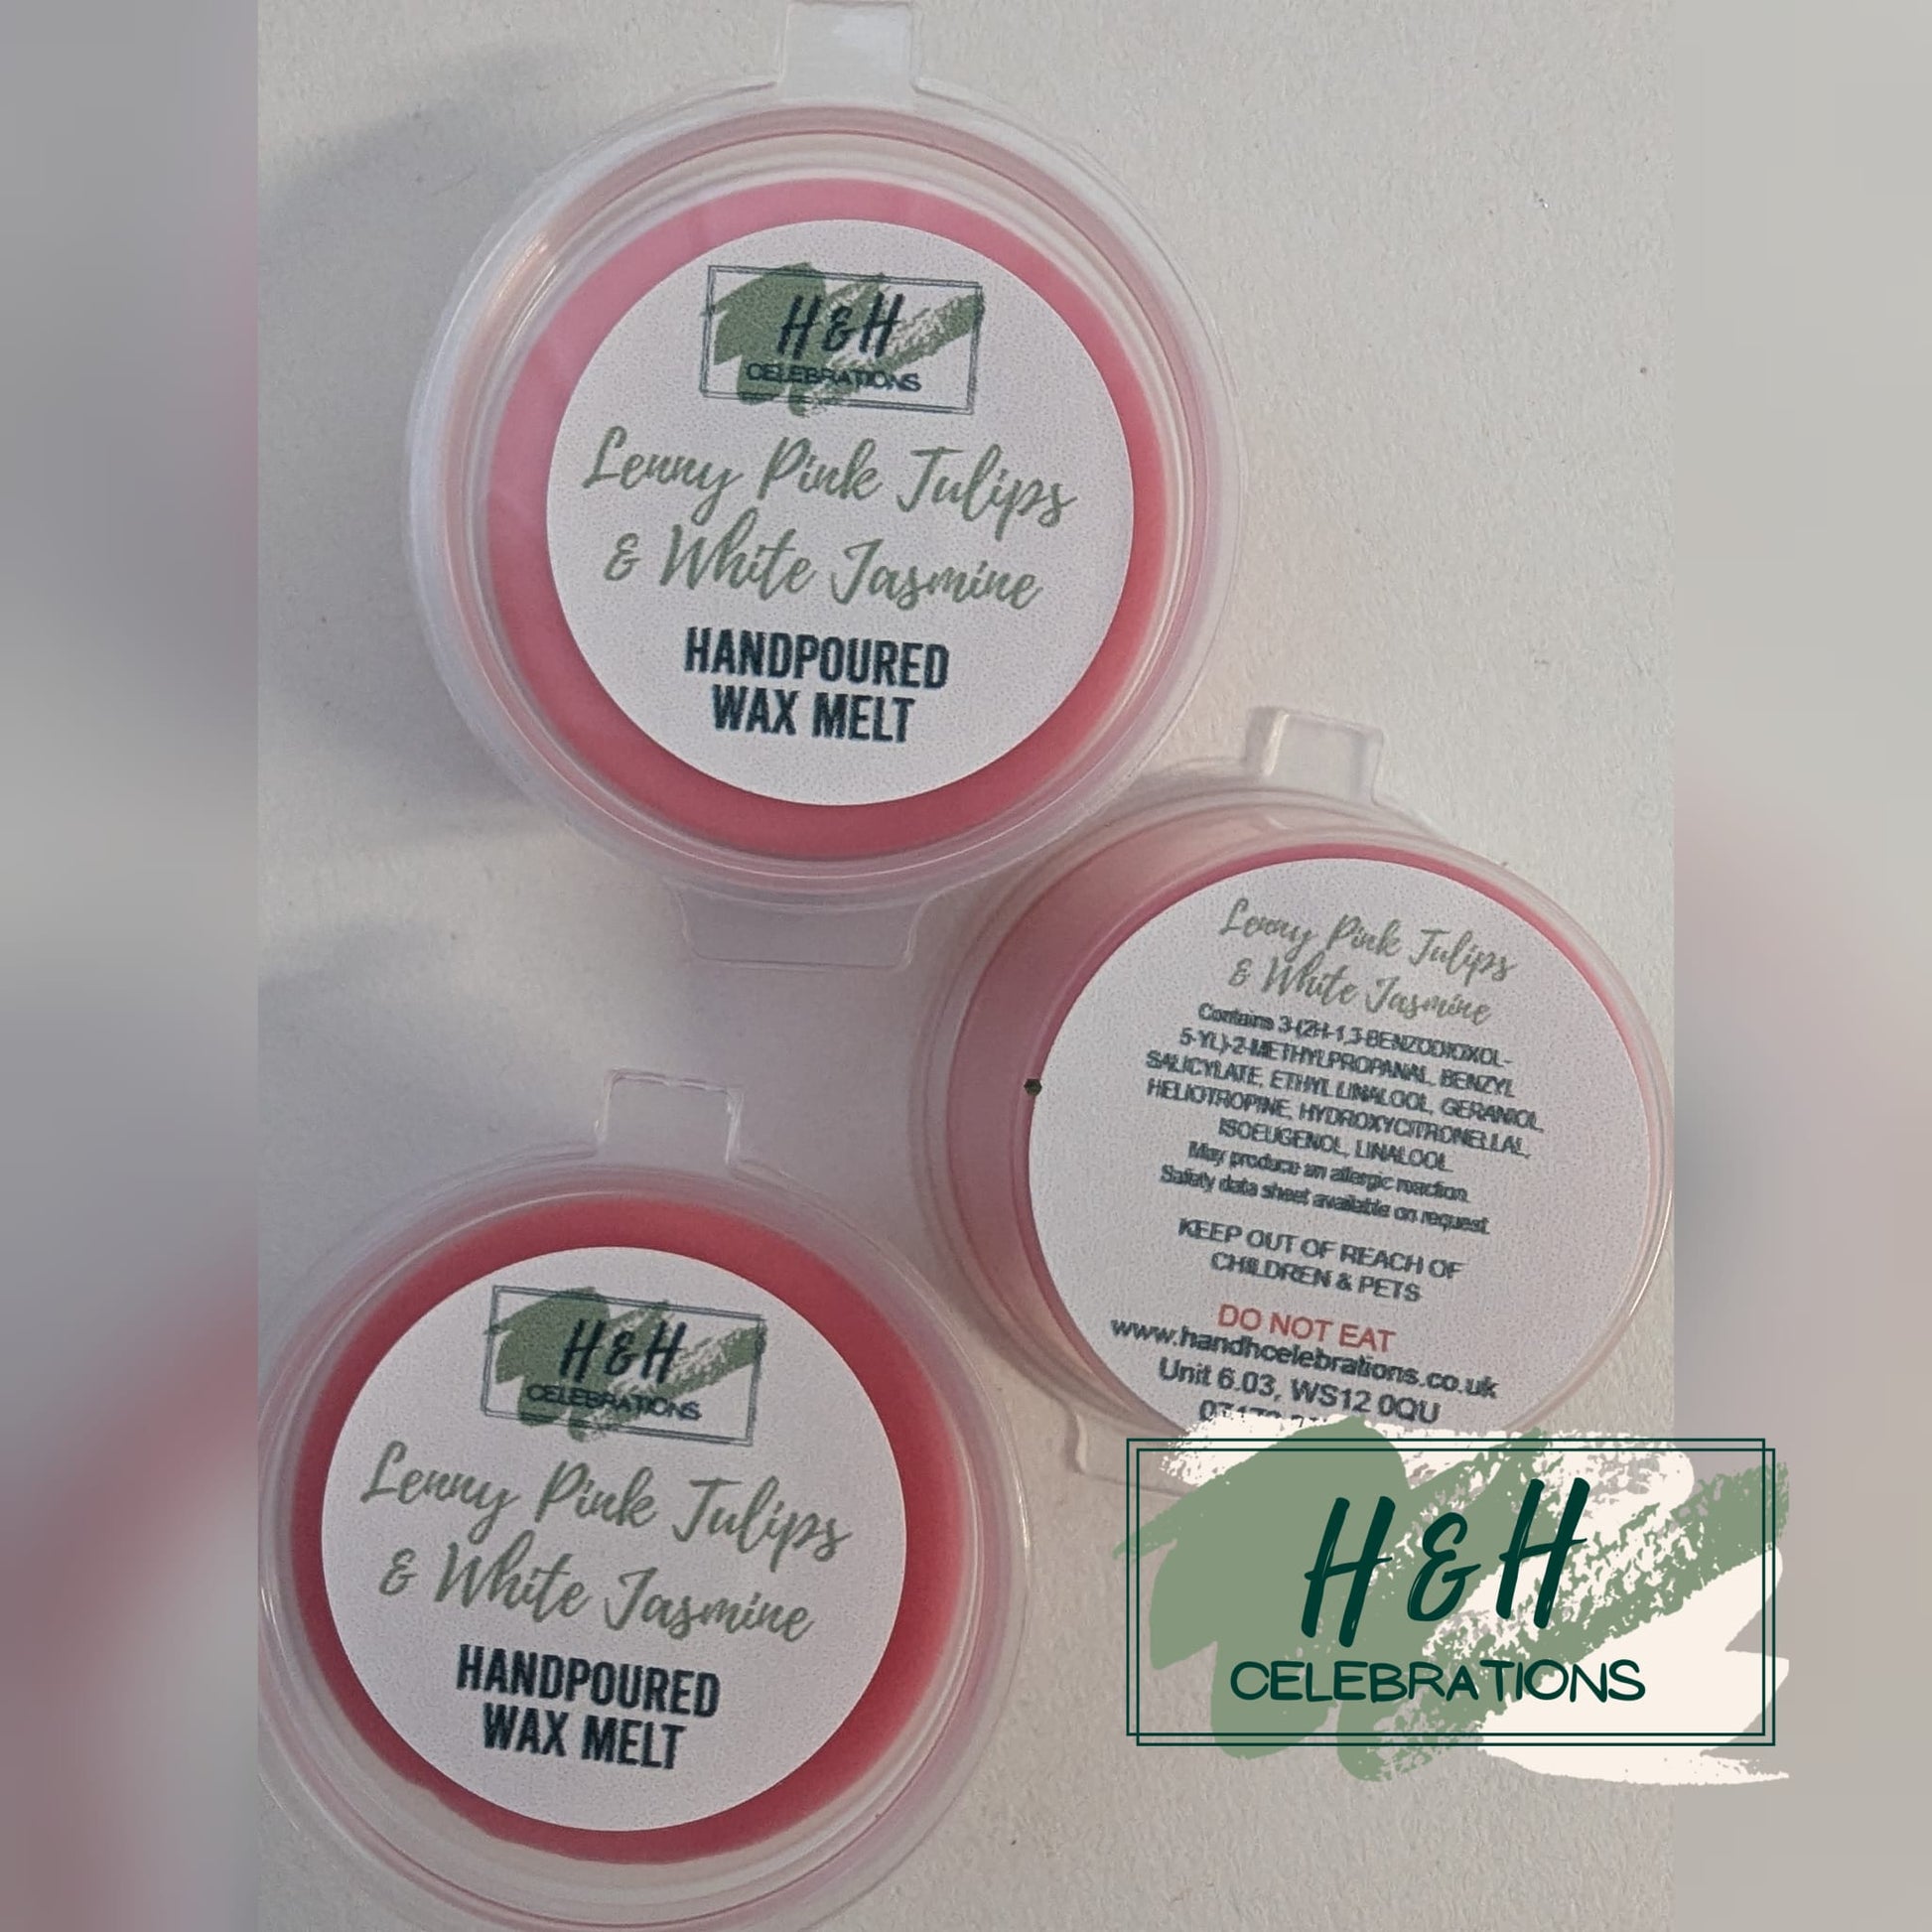 H&H
CELEBRATIONS
Lenny Pink Tulips
& White Jasmine
HANDPOURED
WAX MELT
Lenny Pink Tulips
& White Jasmine
Contains 3-(2H-1,3-BENZODIOXOL-
5-YL)-2-METHYLPROPANAL, BENZYL
SALICYLATE, ETHYL LINALOOL, GERANIOL,
HELIOTROPINE, HYDROXYCITRONELLAL,
ISOEUGENOL, LINALOOL
May produce an allergic reaction.
Safety data sheet available on request.
KEEP OUT OF REACH OF
CHILDREN & PETS
DO NOT EAT
www.handhcelebrations.co.uk
Unit 6.03, WS12 0QU
H&H
CELEBRATIONS
Lenny Pink Tulips
& White Jasmine
HANDPOURED
WAX MELT
H&H
CELEBRATIONS